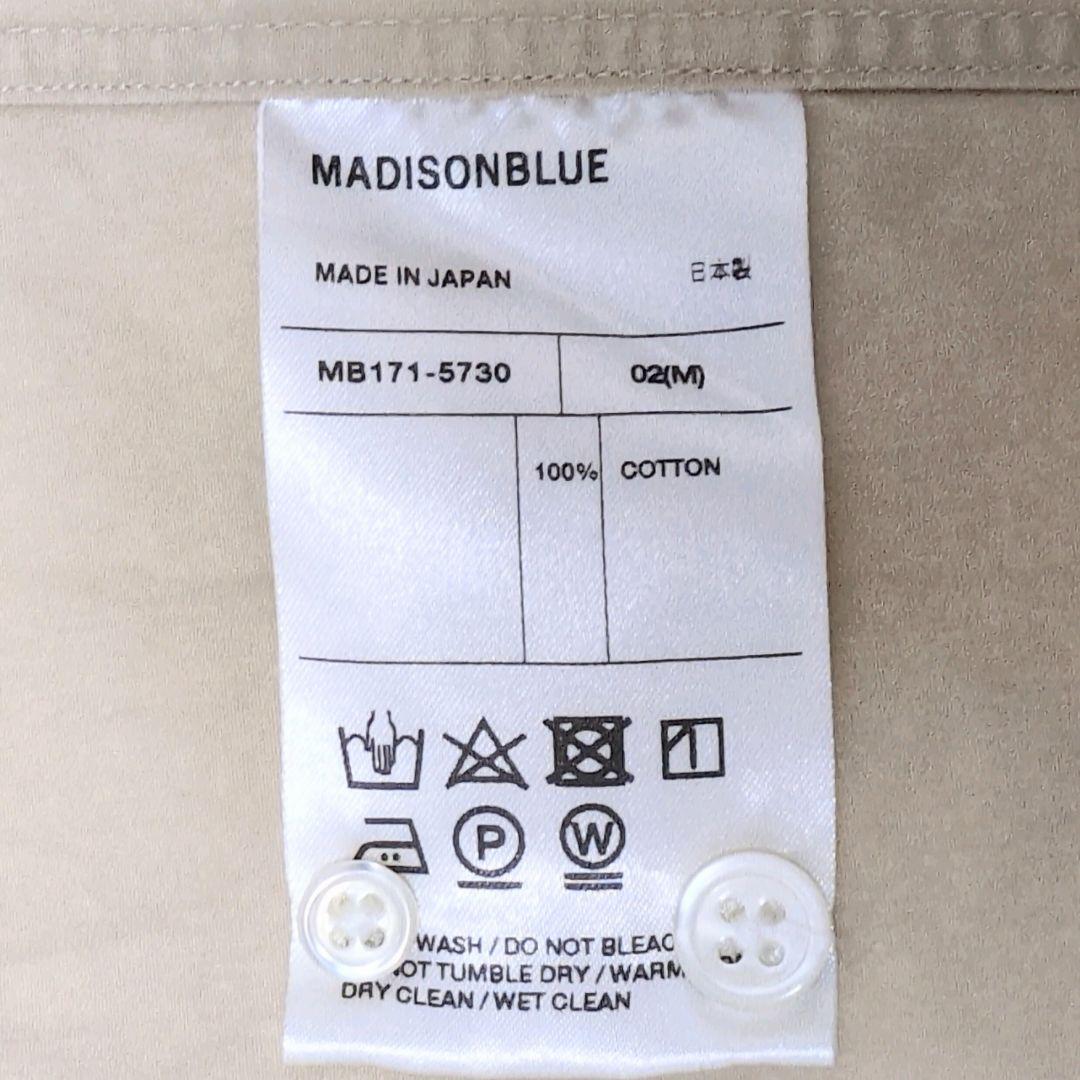 MADISONBLUE
MADE IN JAPAN 日本製
MB171-5730 02(M)
100% COTTON
P W
WASH / DO NOT BLEAC
OT TUMBLE DRY / WARM
DRY CLEAN / WET CLEAN